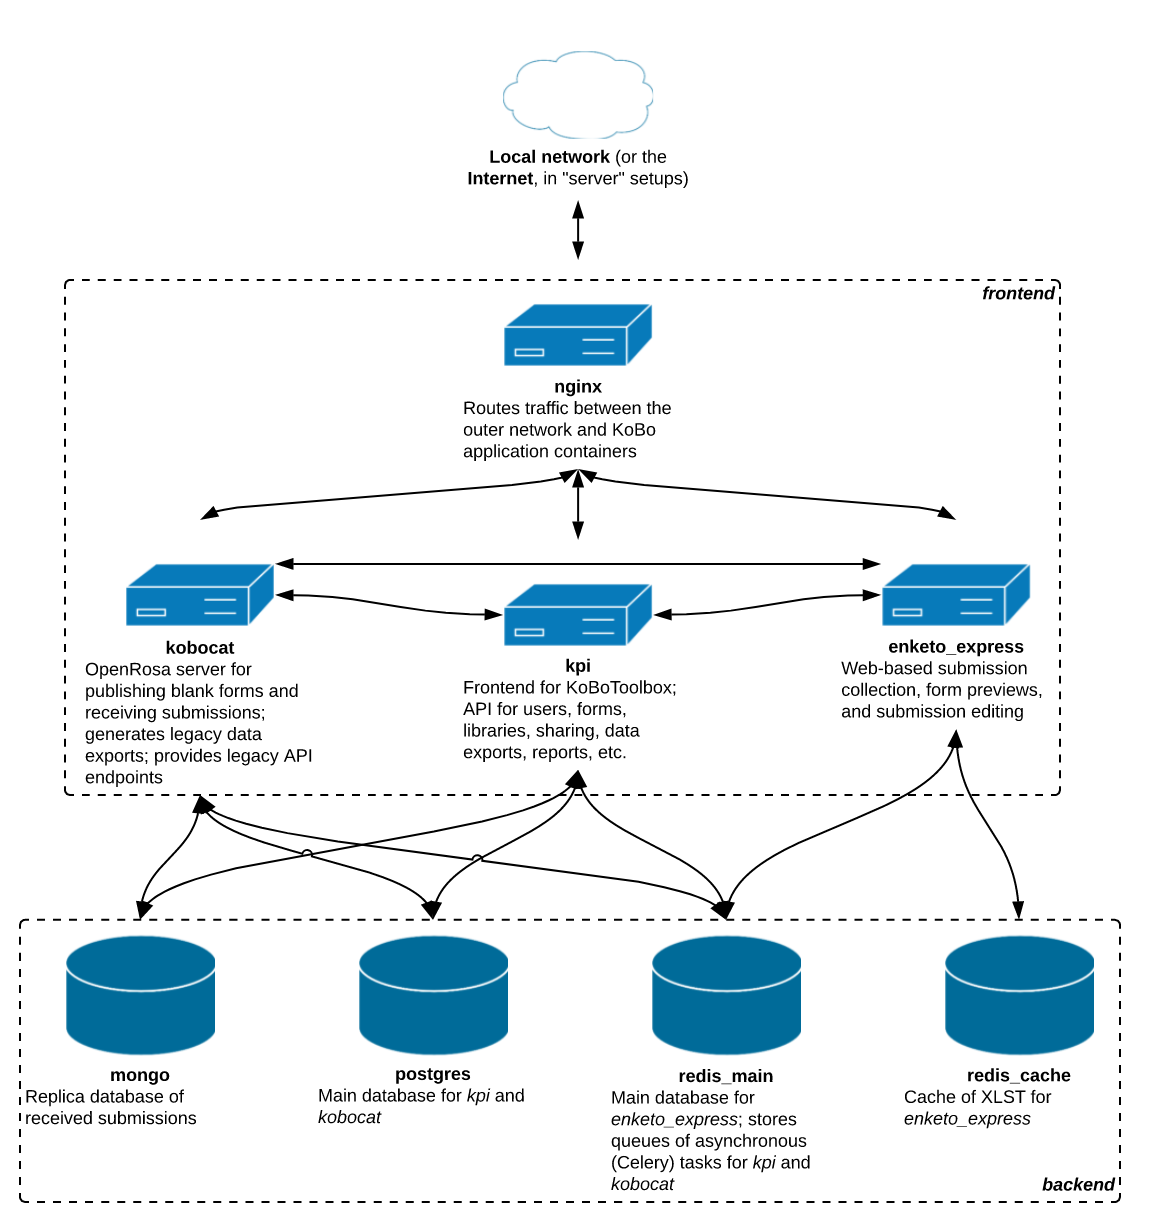 Local network (or the
Internet, in "server" setups)
frontend
nginx
Routes traffic between the
outer network and KoBo
application containers
kobocat
OpenRosa server for
publishing blank forms and
receiving submissions;
generates legacy data
exports; provides legacy API
endpoints
kpi
Frontend for KoBoToolbox;
API for users, forms,
libraries, sharing, data
exports, reports, etc.
enketo_express
Web-based submission
collection, form previews,
and submission editing
mongo
Replica database of
received submissions
postgres
Main database for kpi and
kobocat
redis_main
Main database for
enketo_express; stores
queues of asynchronous
(Celery) tasks for kpi and
kobocat
redis_cache
Cache of XLST for
enketo_express
backend